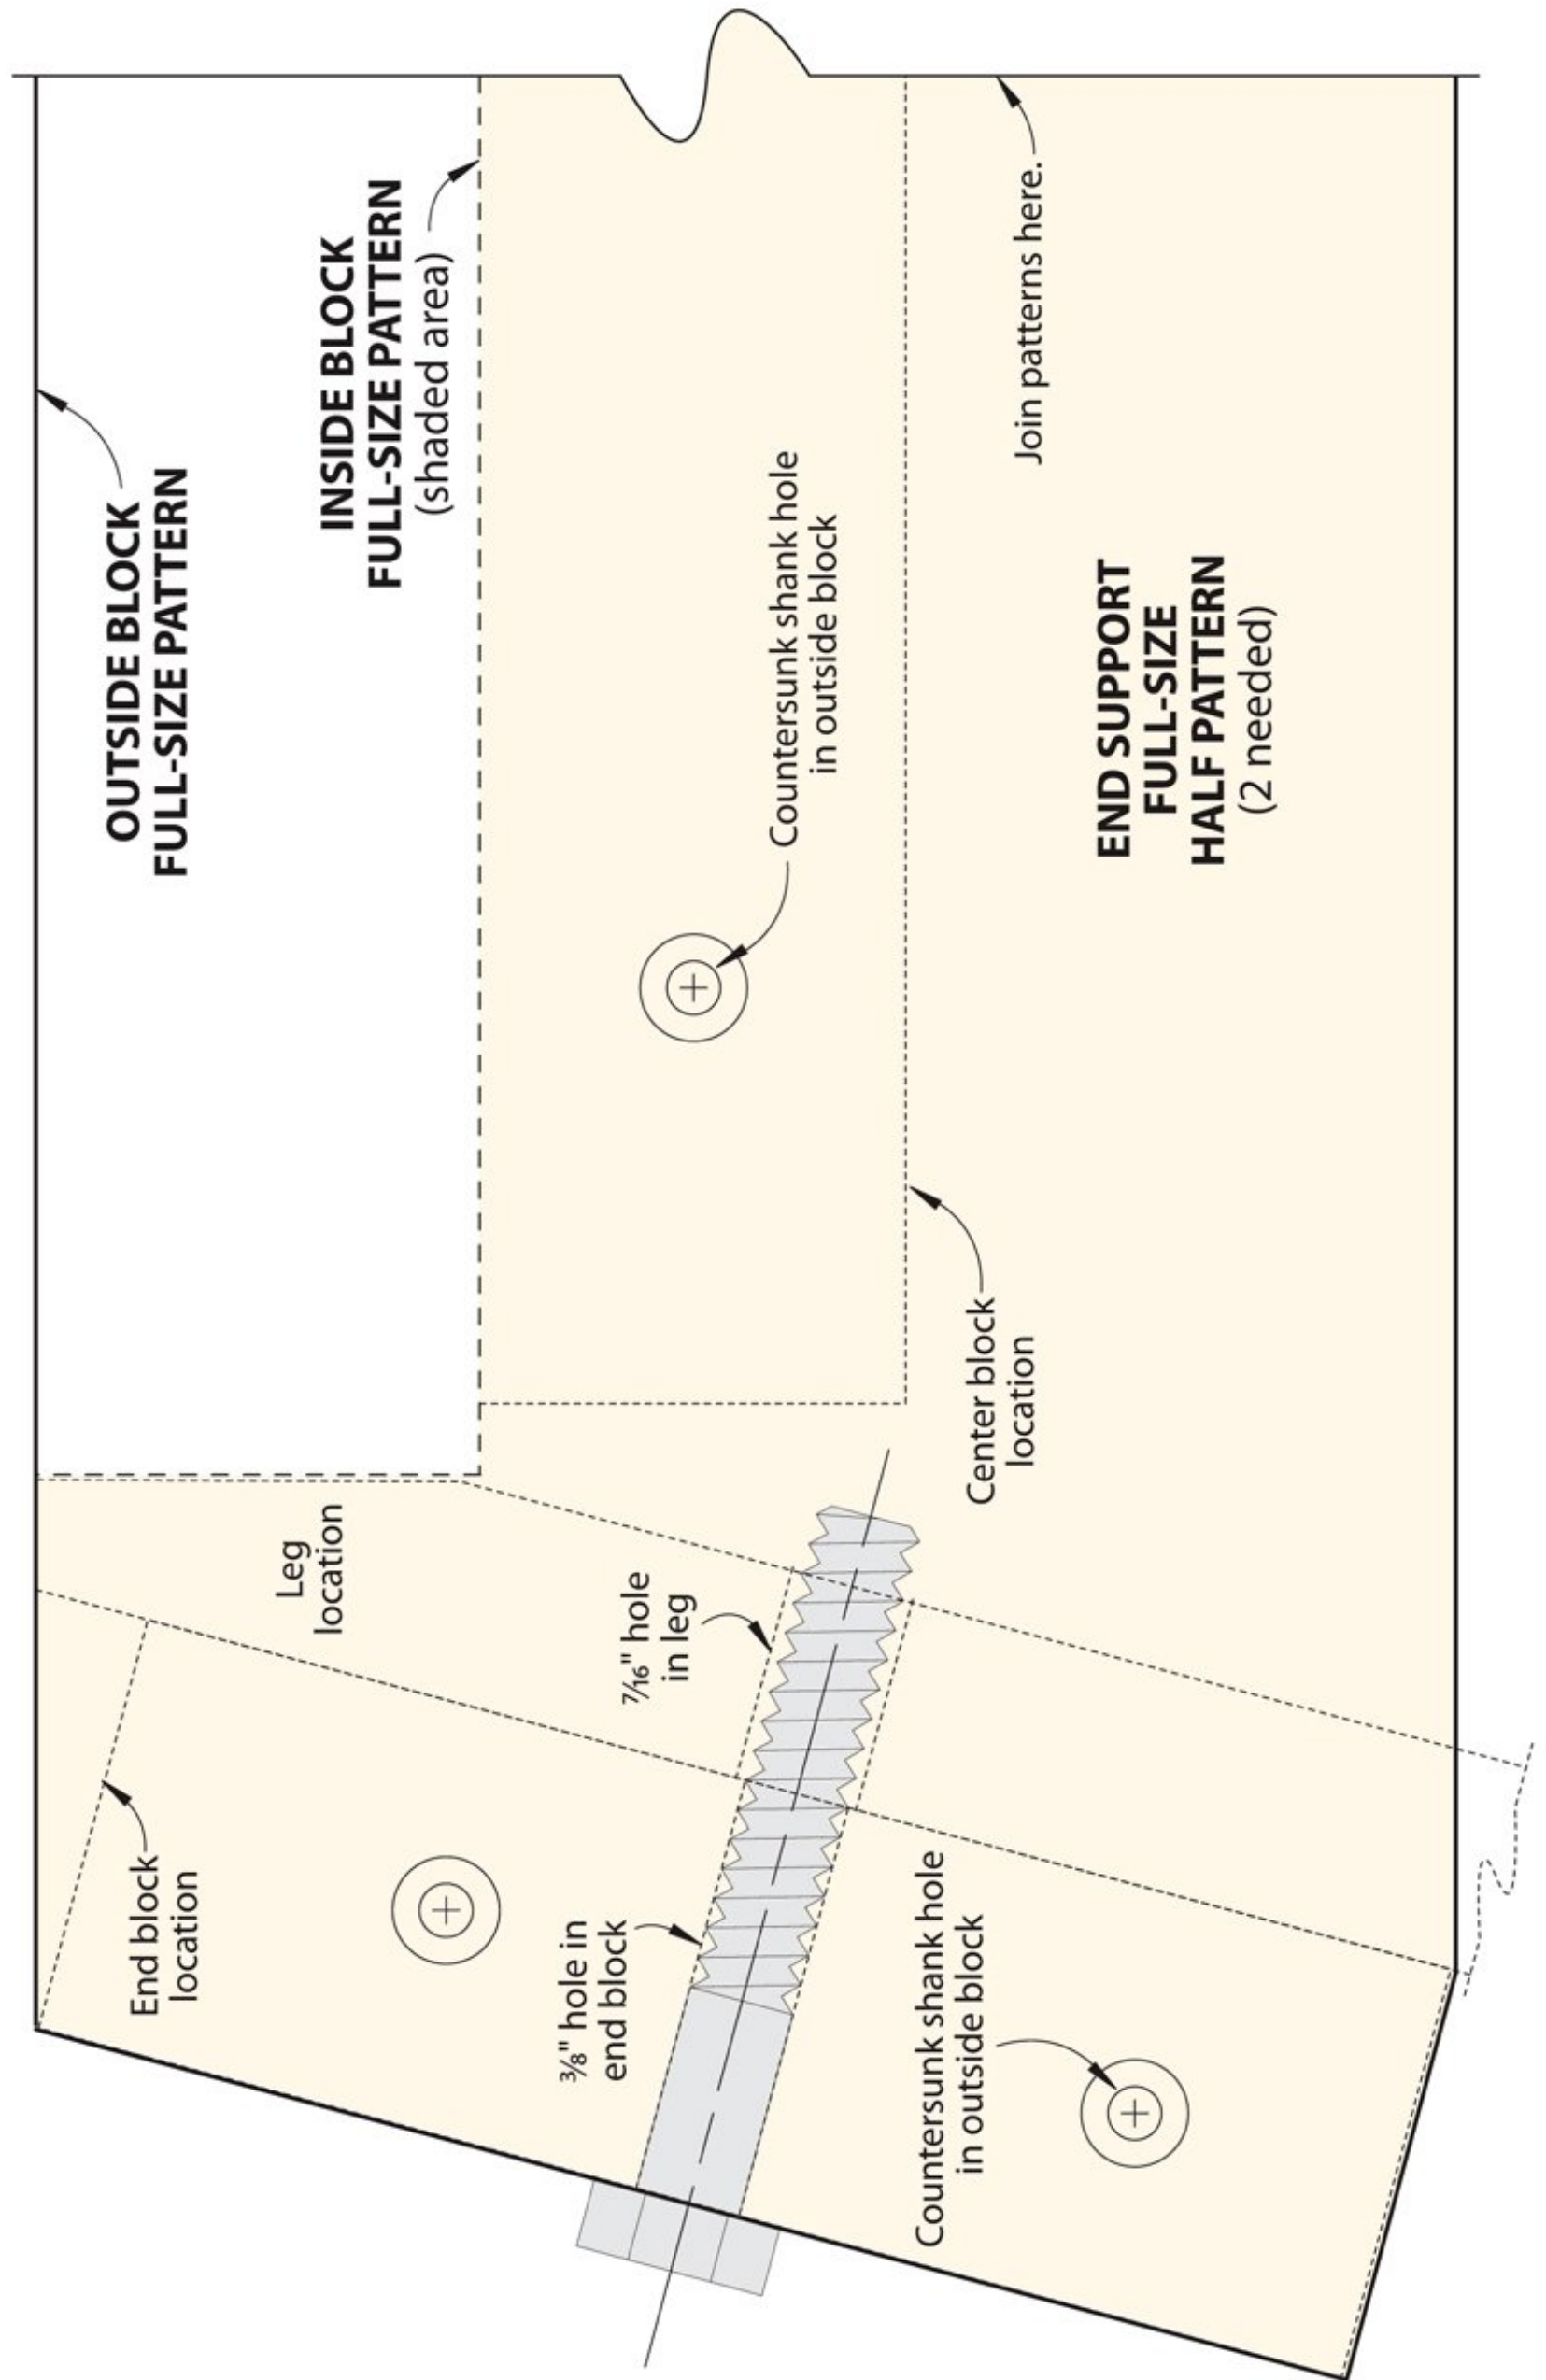 OUTSIDE BLOCK
FULL-SIZE PATTERN
INSIDE BLOCK
FULL-SIZE PATTERN
(shaded area)
Countersunk shank hole
in outside block
Join patterns here.
END SUPPORT
FULL-SIZE
HALF PATTERN
(2 needed)
Center block
location
Leg
location
7/16" hole
in leg
End block
location
3/8" hole in
end block
Countersunk shank hole
in outside block